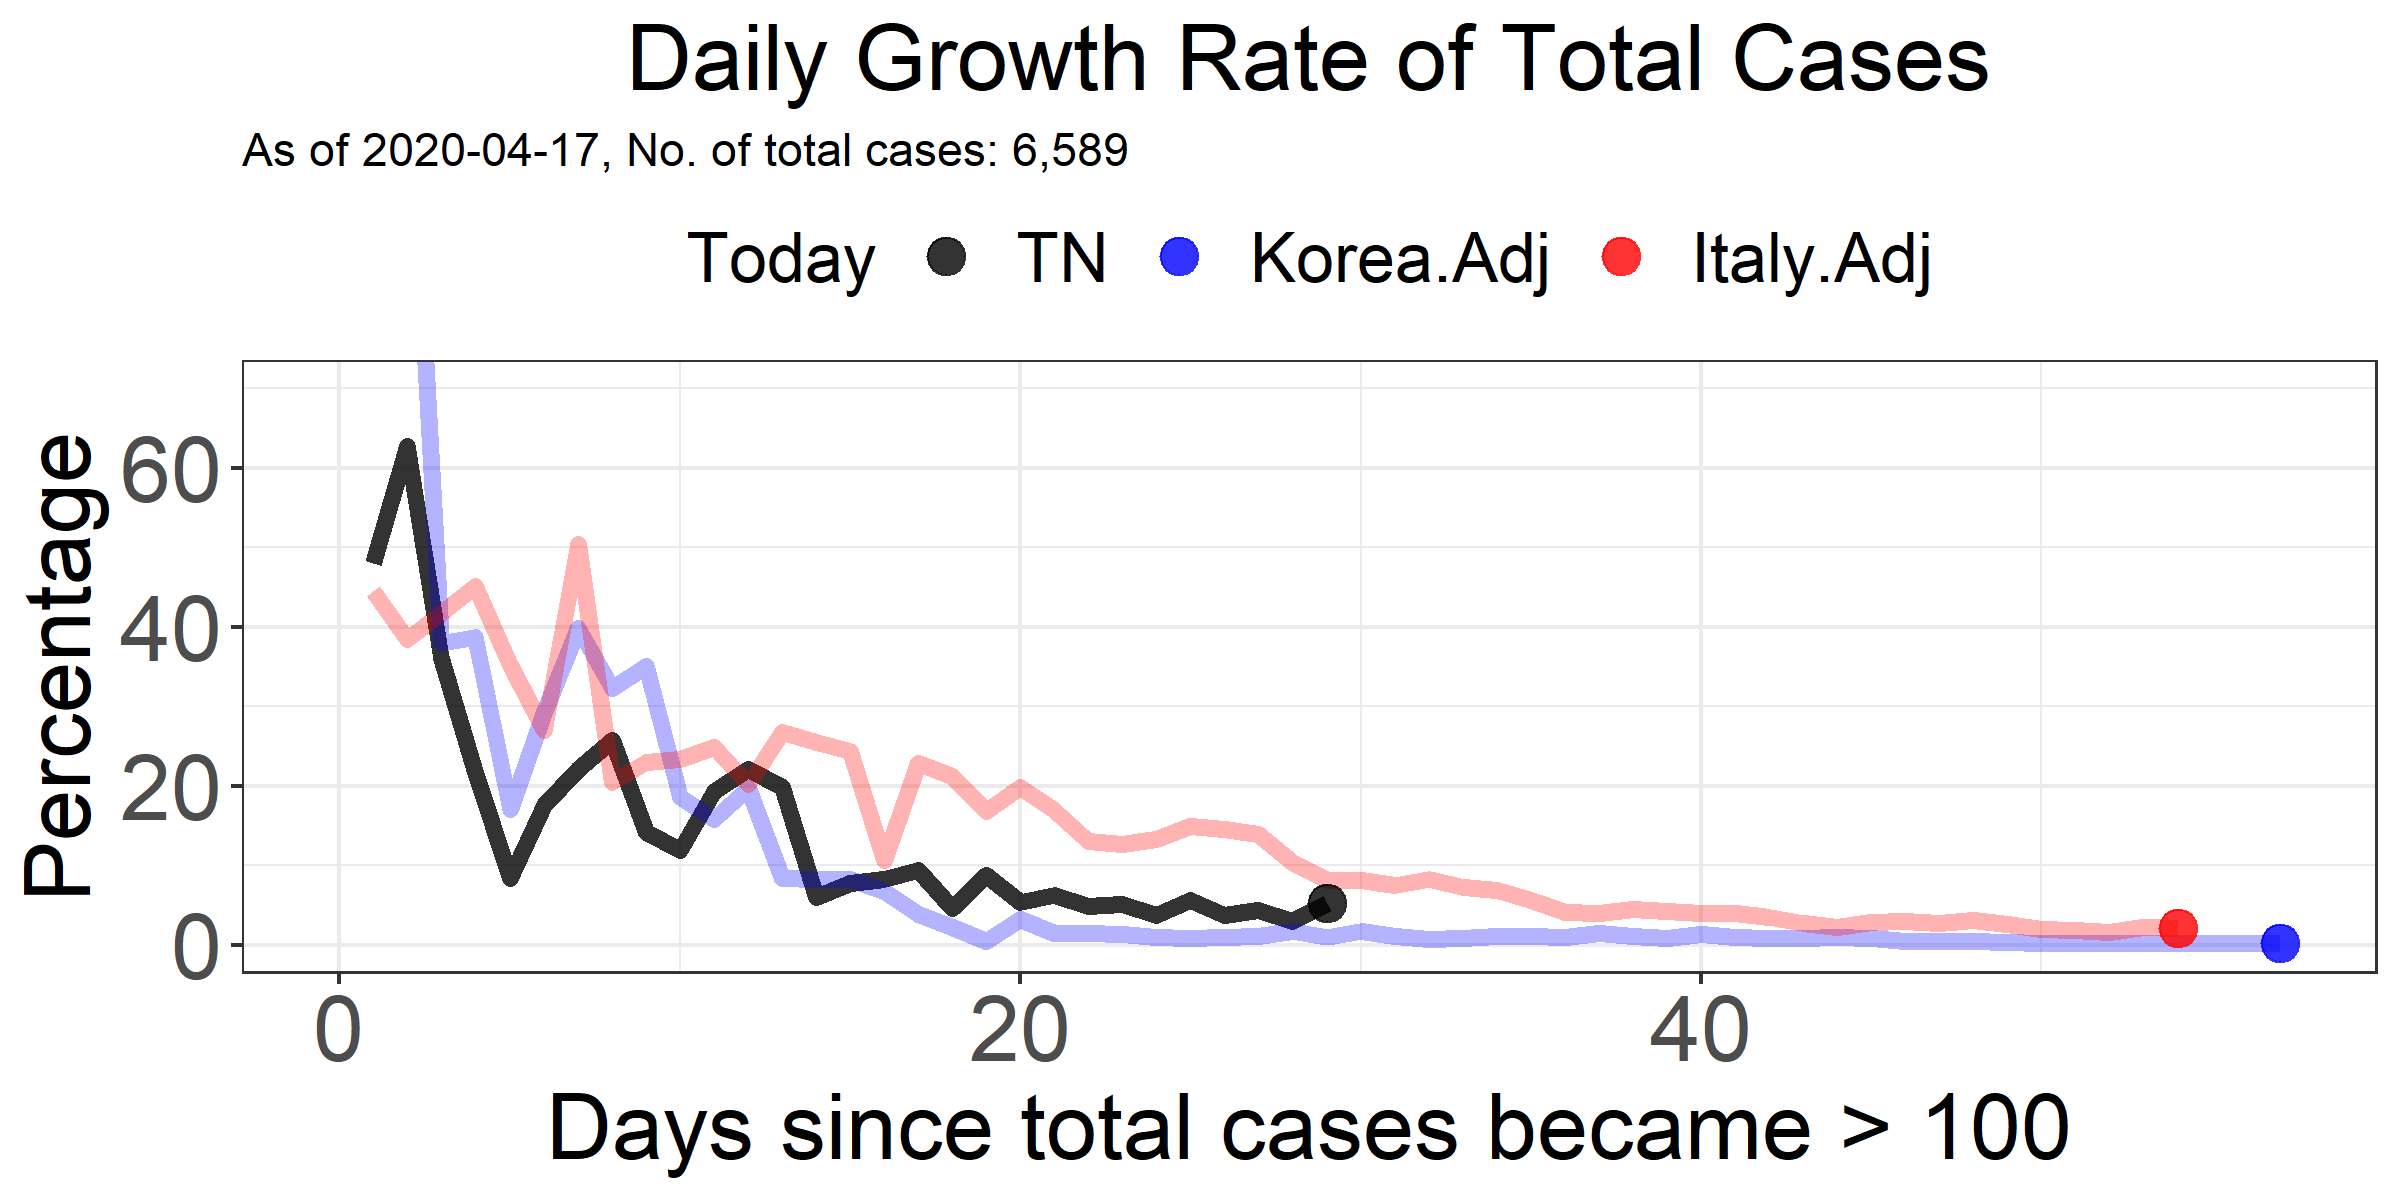 Daily Growth Rate of Total Cases
As of 2020-04-17, No. of total cases: 6,589
Today TN Korea.Adj Italy.Adj
Percentage
60
40
20
0
0 20 40
Days since total cases became > 100